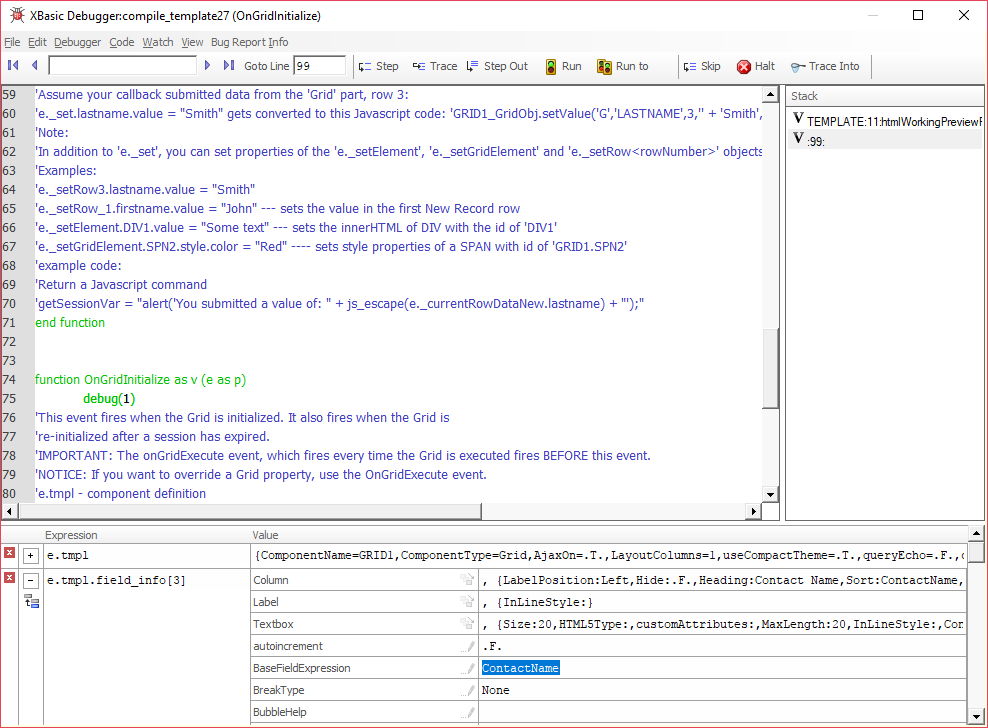 XBasic Debugger:compile_template27 (OnGridInitialize)
File Edit Debugger Code Watch View Bug Report Info
Goto Line 99 Step Trace Step Out Run Run to Skip Halt Trace Into
59 'Assume your callback submitted data from the 'Grid' part, row 3:
60 'e._set.lastname.value = "Smith" gets converted to this Javascript code: 'GRID1_GridObj.setValue('G','LASTNAME',3,'' + 'Smith',
61 'Note:
62 'In addition to 'e._set', you can set properties of the 'e._setElement', 'e._setGridElement' and 'e._setRow<rowNumber>' objects
63 'Examples:
64 'e._setRow3.lastname.value = "Smith"
65 'e._setRow_1.firstname.value = "John" --- sets the value in the first New Record row
66 'e._setElement.DIV1.value = "Some text" --- sets the innerHTML of DIV with the id of 'DIV1'
67 'e._setGridElement.SPN2.style.color = "Red" ---- sets style properties of a SPAN with id of 'GRID1.SPN2'
68 'example code:
69 'Return a Javascript command
70 'getSessionVar = "alert('You submitted a value of: " + js_escape(e._currentRowDataNew.lastname) + "');"
71 end function
72
73
74 function OnGridInitialize as v (e as p)
75 debug(1)
76 'This event fires when the Grid is initialized. It also fires when the Grid is
77 're-initialized after a session has expired.
78 'IMPORTANT: The onGridExecute event, which fires every time the Grid is executed fires BEFORE this event.
79 'NOTICE: If you want to override a Grid property, use the OnGridExecute event.
80 'e.tmpl - component definition
Stack
TEMPLATE:11:htmlWorkingPreviewF
:99:
Expression Value
e.tmpl {ComponentName=GRID1,ComponentType=Grid,AjaxOn=.T.,LayoutColumns=1,useCompactTheme=.T.,queryEcho=.F.,
e.tmpl.field_info[3] Column , {LabelPosition:Left,Hide:.F.,Heading:Contact Name,Sort:ContactName,
Label , {InLineStyle:}
Textbox , {Size:20,HTML5Type:,customAttributes:,MaxLength:20,InLineStyle:,Con
autoincrement .F.
BaseFieldExpression ContactName
BreakType None
BubbleHelp